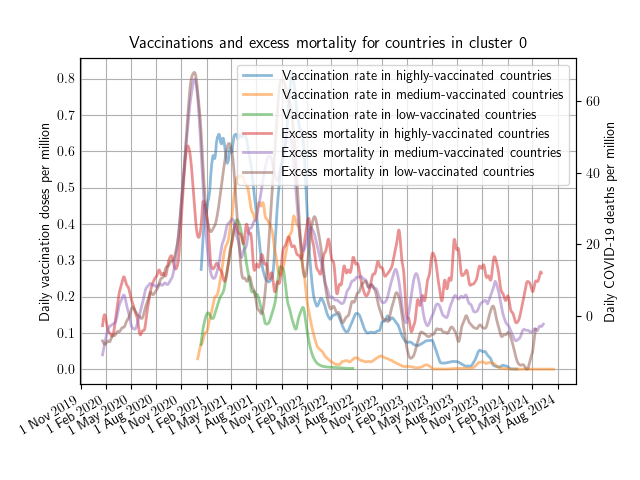 Vaccinations and excess mortality for countries in cluster 0
Vaccination rate in highly-vaccinated countries
Vaccination rate in medium-vaccinated countries
Vaccination rate in low-vaccinated countries
Excess mortality in highly-vaccinated countries
Excess mortality in medium-vaccinated countries
Excess mortality in low-vaccinated countries
Daily vaccination doses per million
0.8
0.7
0.6
0.5
0.4
0.3
0.2
0.1
0.0
60
40
20
0
Daily COVID-19 deaths per million
1 Nov 2019
1 Feb 2020
1 May 2020
1 Aug 2020
1 Nov 2020
1 Feb 2021
1 May 2021
1 Aug 2021
1 Nov 2021
1 Feb 2022
1 May 2022
1 Aug 2022
1 Nov 2022
1 Feb 2023
1 May 2023
1 Aug 2023
1 Nov 2023
1 Feb 2024
1 May 2024
1 Aug 2024